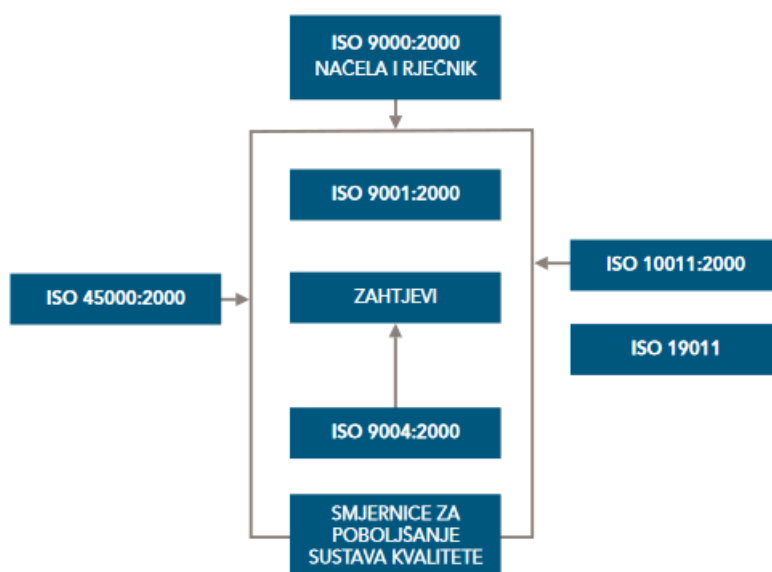 ISO 9000:2000
NAČELA I RJEČNIK
ISO 9001:2000
ISO 10011:2000
ISO 45000:2000
ZAHTJEVI
ISO 19011
ISO 9004:2000
SMJERNICE ZA
POBOLJŠANJE
SUSTAVA KVALITETE